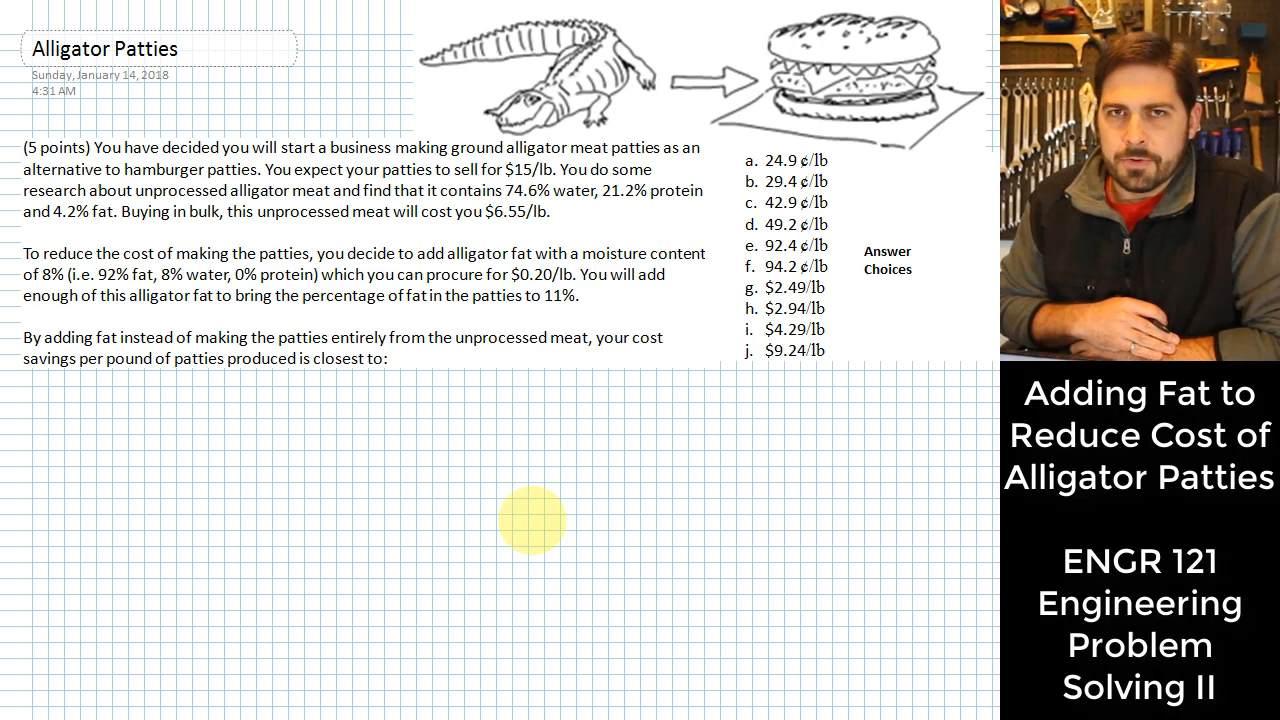 Alligator Patties
Sunday, January 14, 2018
4:31 AM
(5 points) You have decided you will start a business making ground alligator meat patties as an
alternative to hamburger patties. You expect your patties to sell for $15/lb. You do some
research about unprocessed alligator meat and find that it contains 74.6% water, 21.2% protein
and 4.2% fat. Buying in bulk, this unprocessed meat will cost you $6.55/lb.
To reduce the cost of making the patties, you decide to add alligator fat with a moisture content
of 8% (i.e. 92% fat, 8% water, 0% protein) which you can procure for $0.20/lb. You will add
enough of this alligator fat to bring the percentage of fat in the patties to 11%.
By adding fat instead of making the patties entirely from the unprocessed meat, your cost
savings per pound of patties produced is closest to:
a. 24.9 ¢/lb
b. 29.4 ¢/lb
c. 42.9 ¢/lb
d. 49.2 ¢/lb
e. 92.4 ¢/lb
f. 94.2 ¢/lb
g. $2.49/lb
h. $2.94/lb
i. $4.29/lb
j. $9.24/lb
Answer
Choices
Adding Fat to
Reduce Cost of
Alligator Patties
ENGR 121
Engineering
Problem
Solving II